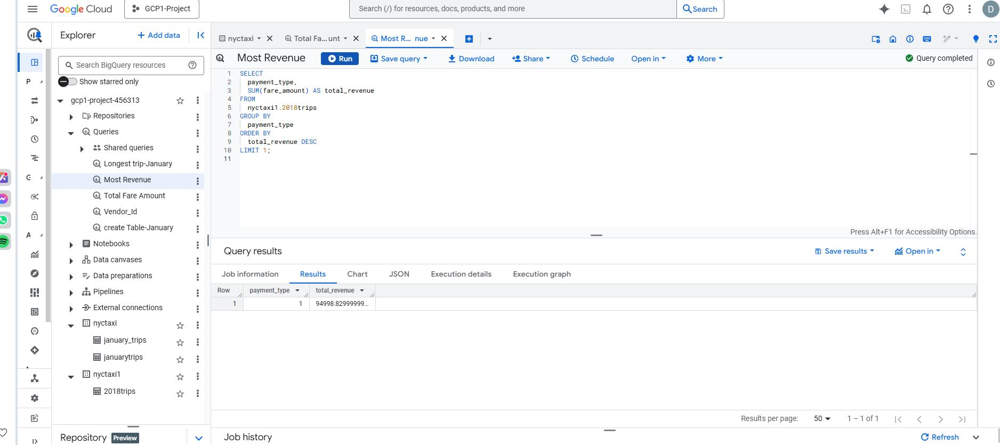 Google Cloud
GCP1-Project
Search (/) for resources, docs, products, and more
Search
D
Explorer
+ Add data
nyctaxi
Total Fa... unt
Most R... nue
Search BigQuery resources
Show starred only
gcp1-project-456313
Repositories
Queries
Shared queries
Longest trip-January
Most Revenue
Total Fare Amount
Vendor_Id
create Table-January
Notebooks
Data canvases
Data preparations
Pipelines
External connections
nyctaxi
january_trips
januarytrips
nyctaxi1
2018trips
Repository Preview
P
G
A
Most Revenue
Run
Save query
Download
Share
Schedule
Open in
More
Query completed
1 SELECT
2 payment_type,
3 SUM(fare_amount) AS total_revenue
4 FROM
5 nyctaxi1.2018trips
6 GROUP BY
7 payment_type
8 ORDER BY
9 total_revenue DESC
10 LIMIT 1;
11
Press Alt+F1 for Accessibility Options.
Query results
Save results
Open in
Job information
Results
Chart
JSON
Execution details
Execution graph
Row payment_type total_revenue
1 1 94998.82999999...
Results per page: 50 1 – 1 of 1
Job history
Refresh